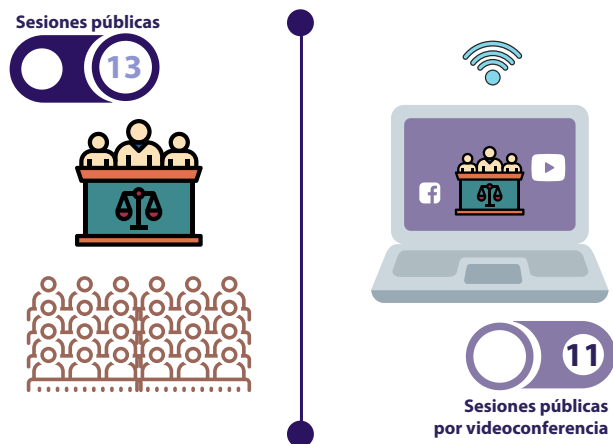 Sesiones públicas
13
11
Sesiones públicas
por videoconferencia